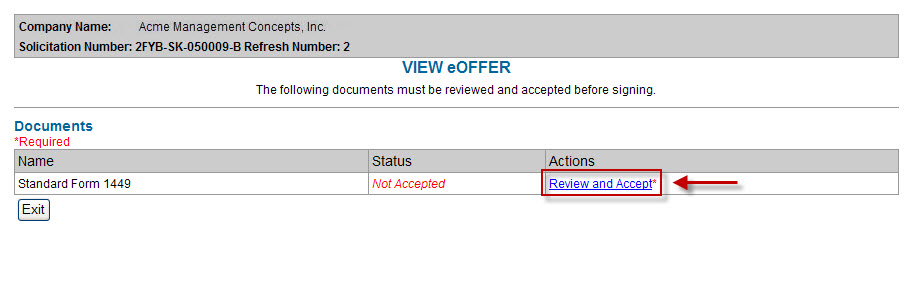 Company Name: Acme Management Concepts, Inc.
Solicitation Number: 2FYB-SK-050009-B Refresh Number: 2
VIEW eOFFER
The following documents must be reviewed and accepted before signing.
Documents
*Required
Name Status Actions
Standard Form 1449 Not Accepted Review and Accept*
Exit